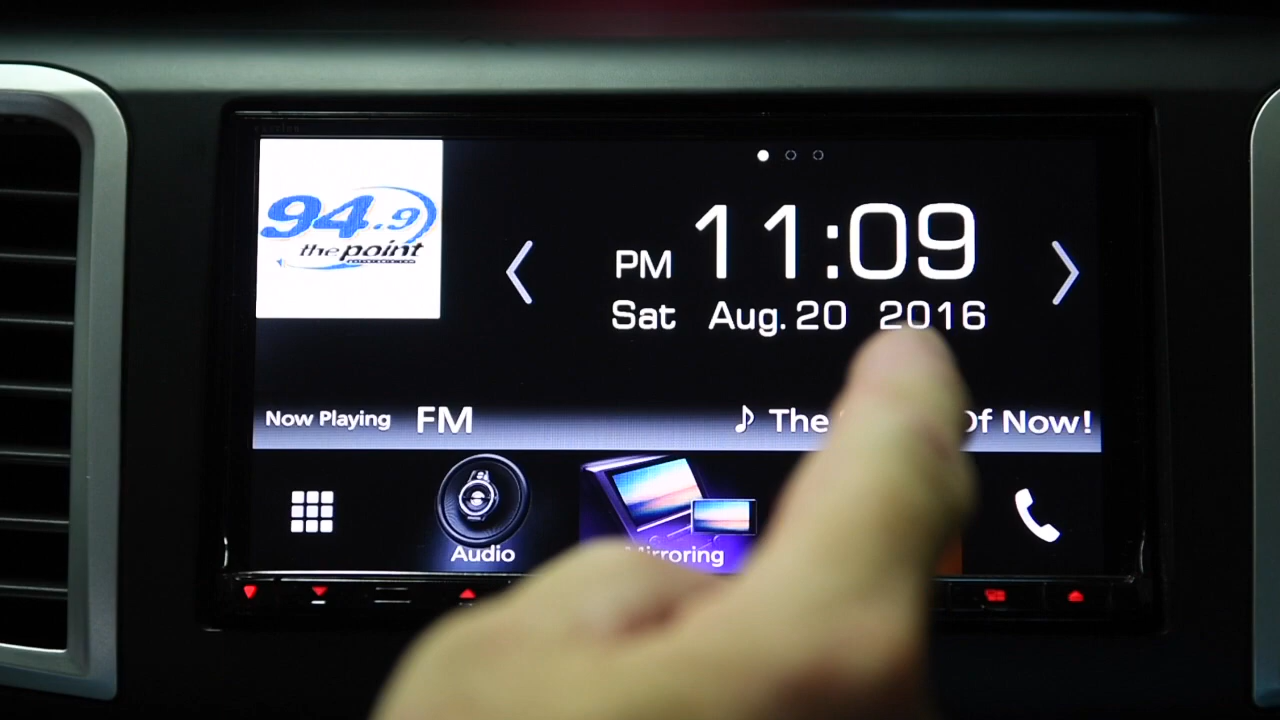 94.9
the point
PM 11:09
Sat Aug. 20 2016
Now Playing FM The Of Now!
Audio
Mirroring